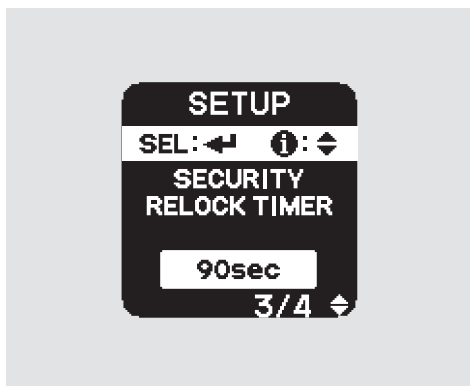 SETUP
SEL:↵ i:◆
SECURITY
RELOCK TIMER
90sec
3/4